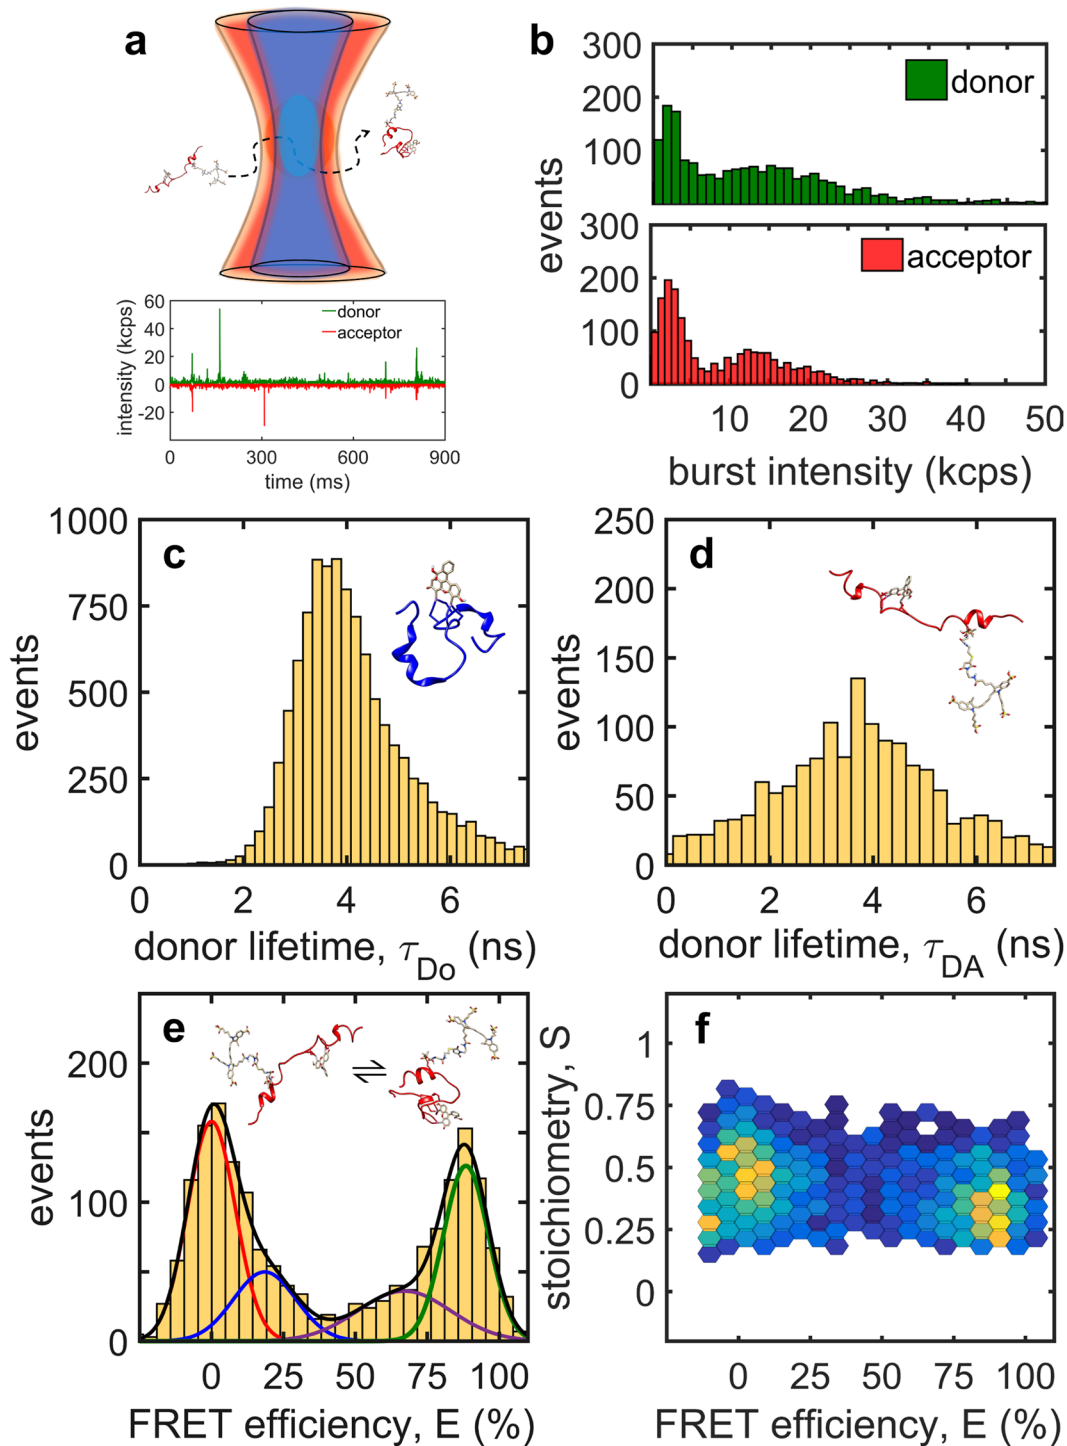 a
60
40
20
0
-20
intensity (kcps)
donor
acceptor
0 300 600 900
time (ms)
b
300
200
100
donor
300
200
100
0
acceptor
events
10 20 30 40 50
burst intensity (kcps)
c
1000
750
500
250
0
events
0 2 4 6
donor lifetime, τDo (ns)
d
250
200
150
100
50
0
events
0 2 4 6
donor lifetime, τDA (ns)
e
200
100
0
events
0 25 50 75 100
FRET efficiency, E (%)
f
1
0.75
0.5
0.25
0
stoichiometry, S
0 25 50 75 100
FRET efficiency, E (%)